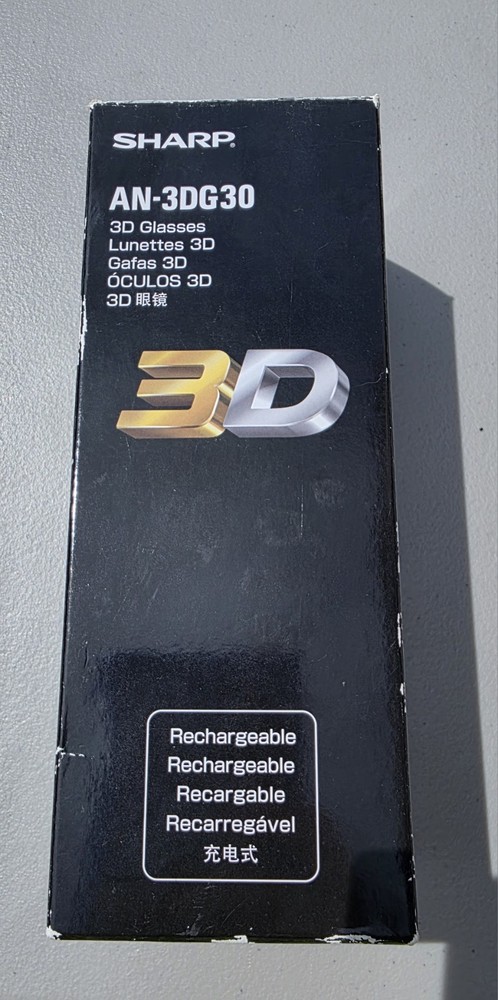 SHARP®
AN-3DG30
3D Glasses
Lunettes 3D
Gafas 3D
ÓCULOS 3D
3D 眼镜
3D
Rechargeable
Rechargeable
Recargable
Recarregável
充电式